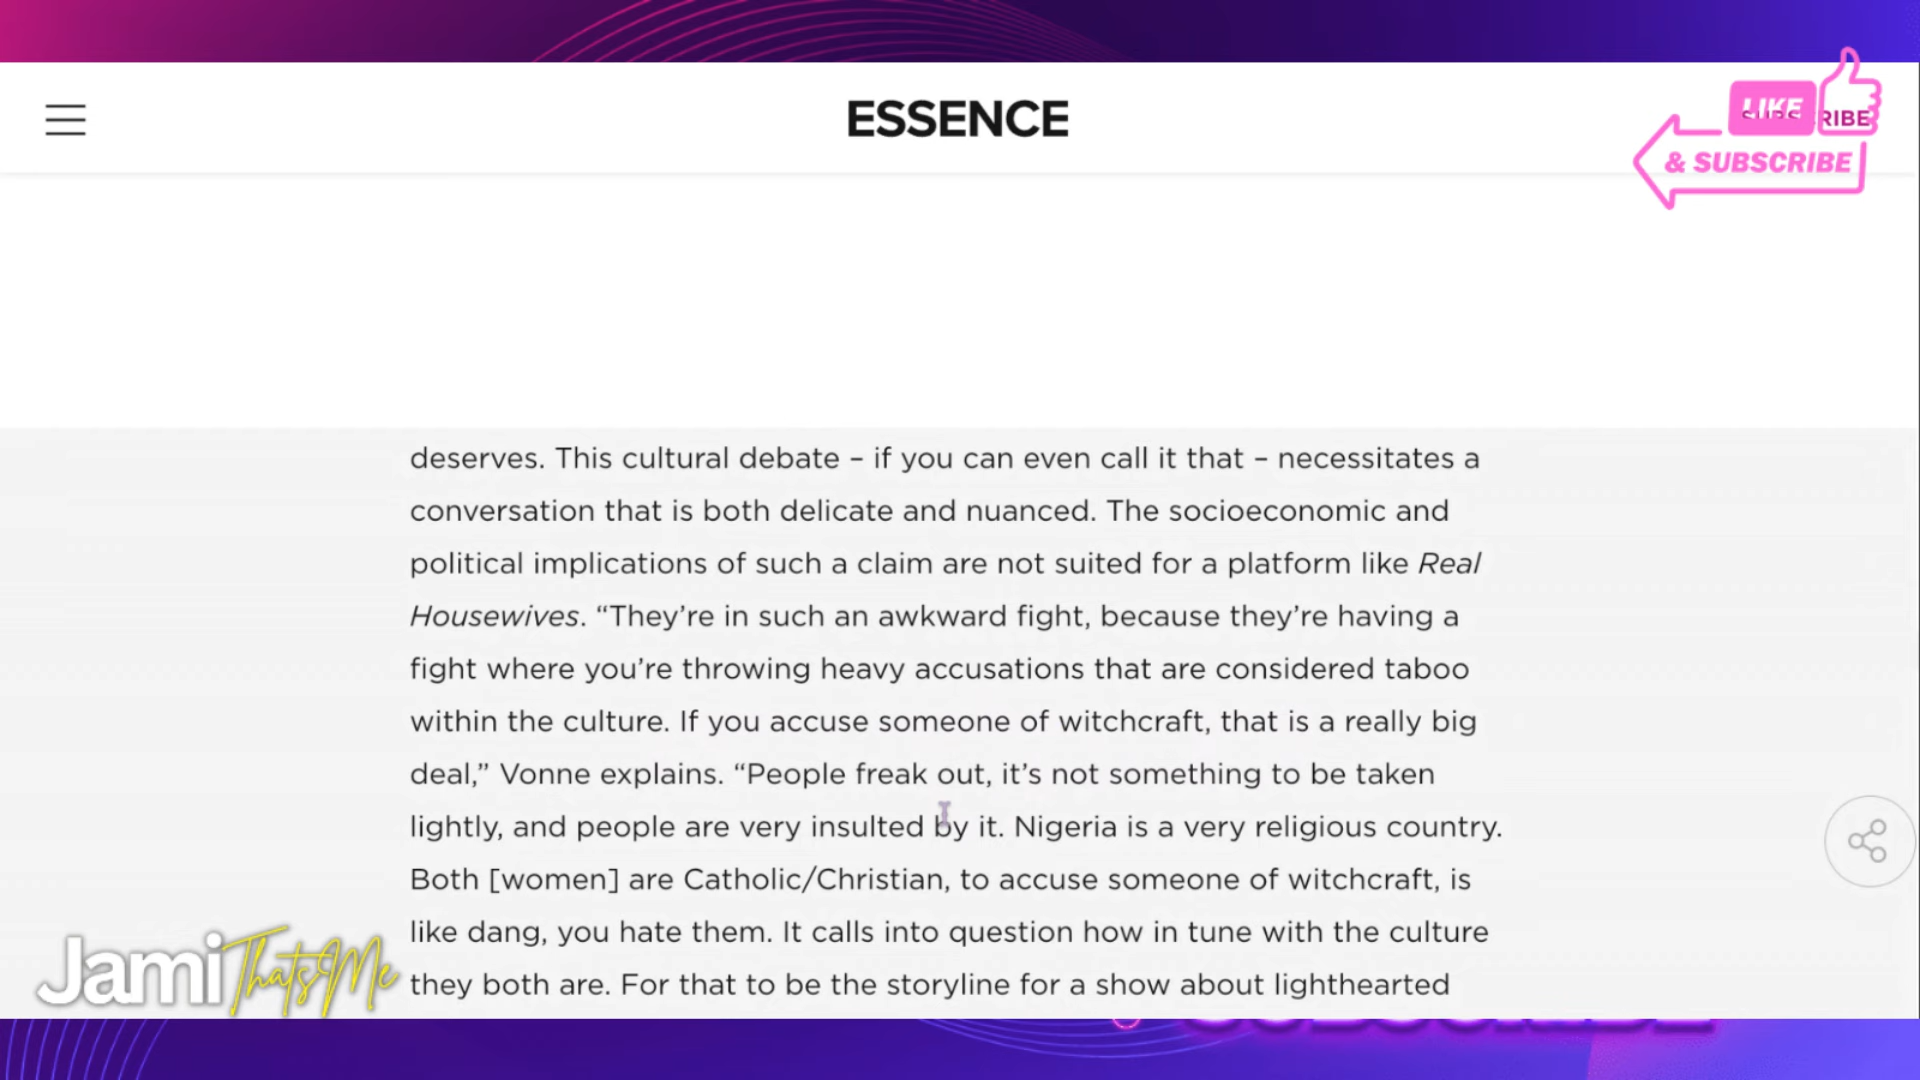 ESSENCE
LIKE
RIBE
& SUBSCRIBE
deserves. This cultural debate – if you can even call it that – necessitates a
conversation that is both delicate and nuanced. The socioeconomic and
political implications of such a claim are not suited for a platform like Real
Housewives. “They’re in such an awkward fight, because they’re having a
fight where you’re throwing heavy accusations that are considered taboo
within the culture. If you accuse someone of witchcraft, that is a really big
deal,” Vonne explains. “People freak out, it’s not something to be taken
lightly, and people are very insulted by it. Nigeria is a very religious country.
Both [women] are Catholic/Christian, to accuse someone of witchcraft, is
like dang, you hate them. It calls into question how in tune with the culture
they both are. For that to be the storyline for a show about lighthearted
Jami ThatsMe